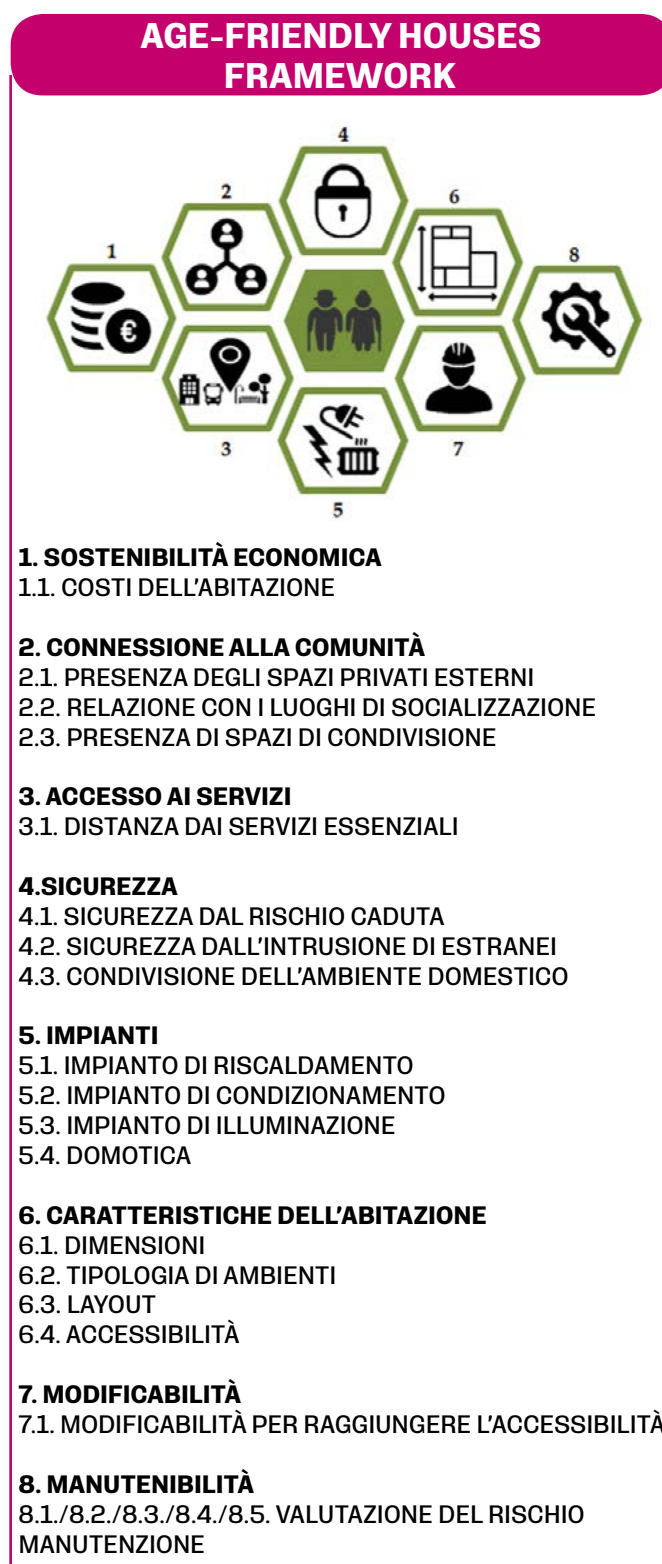 AGE-FRIENDLY HOUSES
FRAMEWORK
4
2
6
1
8
€
3
7
5
1. SOSTENIBILITÀ ECONOMICA
1.1. COSTI DELL'ABITAZIONE
2. CONNESSIONE ALLA COMUNITÀ
2.1. PRESENZA DEGLI SPAZI PRIVATI ESTERNI
2.2. RELAZIONE CON I LUOGHI DI SOCIALIZZAZIONE
2.3. PRESENZA DI SPAZI DI CONDIVISIONE
3. ACCESSO AI SERVIZI
3.1. DISTANZA DAI SERVIZI ESSENZIALI
4.SICUREZZA
4.1. SICUREZZA DAL RISCHIO CADUTA
4.2. SICUREZZA DALL'INTRUSIONE DI ESTRANEI
4.3. CONDIVISIONE DELL'AMBIENTE DOMESTICO
5. IMPIANTI
5.1. IMPIANTO DI RISCALDAMENTO
5.2. IMPIANTO DI CONDIZIONAMENTO
5.3. IMPIANTO DI ILLUMINAZIONE
5.4. DOMOTICA
6. CARATTERISTICHE DELL'ABITAZIONE
6.1. DIMENSIONI
6.2. TIPOLOGIA DI AMBIENTI
6.3. LAYOUT
6.4. ACCESSIBILITÀ
7. MODIFICABILITÀ
7.1. MODIFICABILITÀ PER RAGGIUNGERE L'ACCESSIBILITÀ
8. MANUTENIBILITÀ
8.1./8.2./8.3./8.4./8.5. VALUTAZIONE DEL RISCHIO
MANUTENZIONE